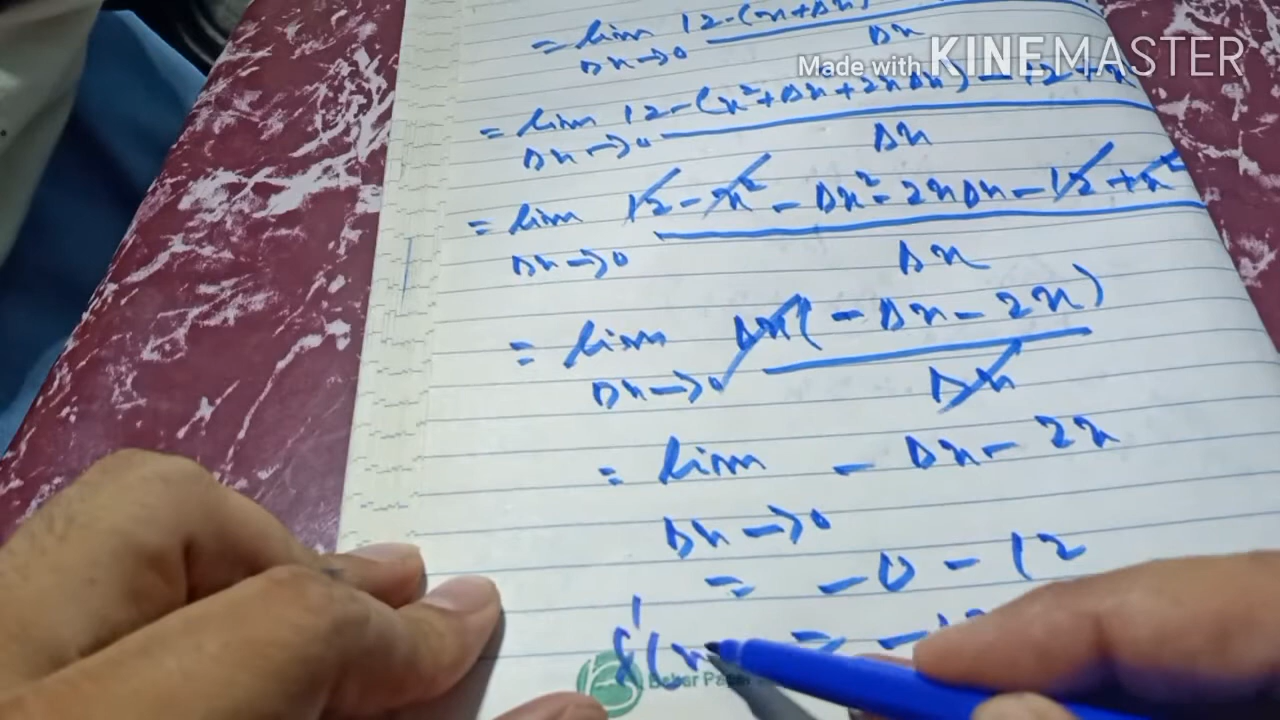 = lim 12-(x+Δx)
Δx→0 Δx
Made with KINEMASTER
= lim 12-(x²+Δx²+2xΔx) - 12 + x
Δx→0 Δx
= lim 12 - x² - Δx² - 2xΔx - 12 + x²
Δx→0 Δx
= lim Δx(-Δx - 2x)
Δx→0 Δx
= lim - Δx - 2x
Δx→0
= -0 - 12
f'(x = -12